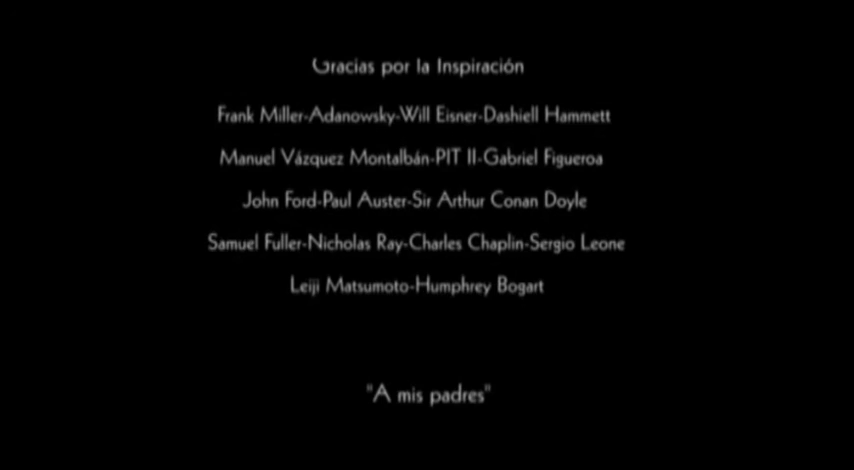 Gracias por la Inspiración
Frank Miller-Adanowsky-Will Eisner-Dashiell Hammett
Manuel Vázquez Montalbán-PIT II-Gabriel Figueroa
John Ford-Paul Auster-Sir Arthur Conan Doyle
Samuel Fuller-Nicholas Ray-Charles Chaplin-Sergio Leone
Leiji Matsumoto-Humphrey Bogart
"A mis padres"